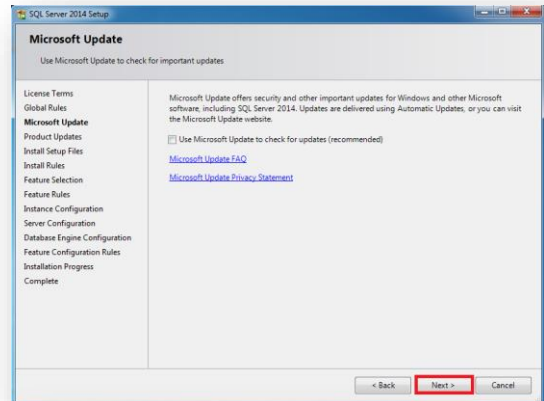 SQL Server 2014 Setup
Microsoft Update
Use Microsoft Update to check for important updates
License Terms
Global Rules
Microsoft Update
Product Updates
Install Setup Files
Install Rules
Feature Selection
Feature Rules
Instance Configuration
Server Configuration
Database Engine Configuration
Feature Configuration Rules
Installation Progress
Complete
Microsoft Update offers security and other important updates for Windows and other Microsoft
software, including SQL Server 2014. Updates are delivered using Automatic Updates, or you can visit
the Microsoft Update website.
Use Microsoft Update to check for updates (recommended)
Microsoft Update FAQ
Microsoft Update Privacy Statement
< Back
Next >
Cancel